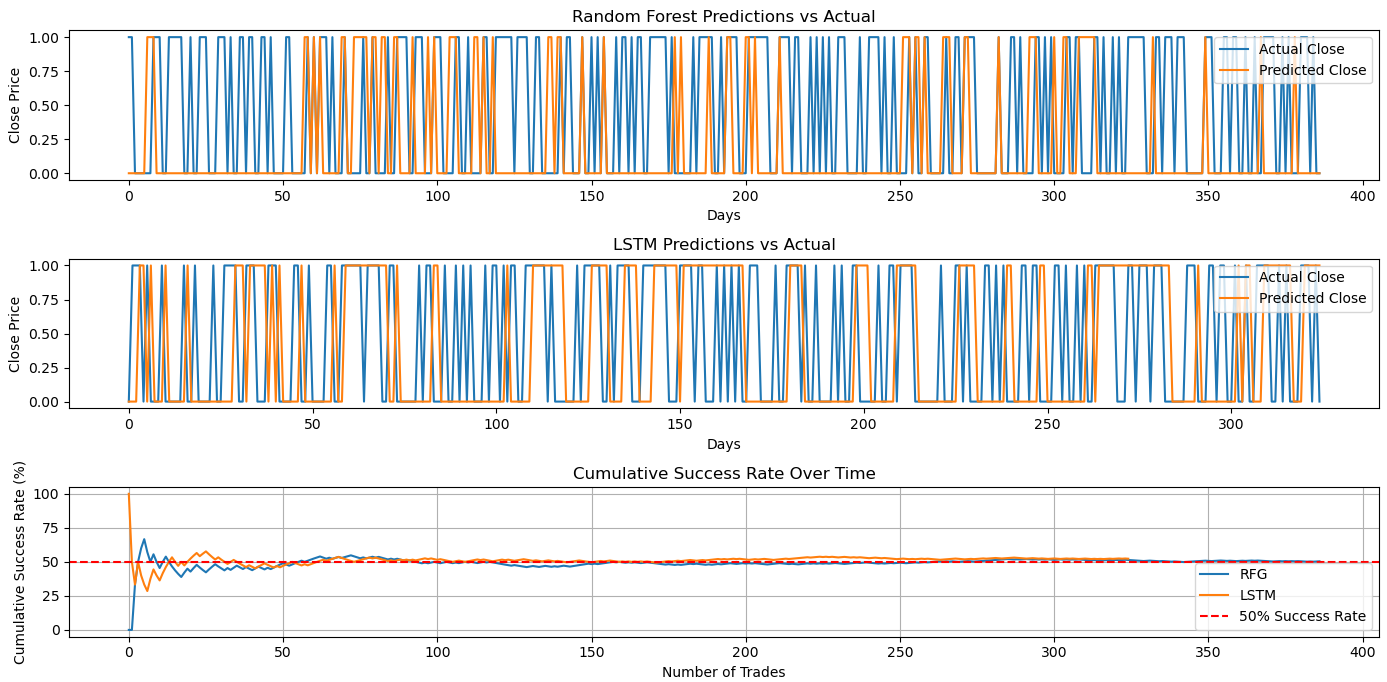 Random Forest Predictions vs Actual
Close Price
1.00
0.75
0.50
0.25
0.00
Actual Close
Predicted Close
0 50 100 150 200 250 300 350 400
Days
LSTM Predictions vs Actual
Close Price
1.00
0.75
0.50
0.25
0.00
Actual Close
Predicted Close
0 50 100 150 200 250 300
Days
Cumulative Success Rate Over Time
Cumulative Success Rate (%)
100
75
50
25
0
RFG
LSTM
50% Success Rate
0 50 100 150 200 250 300 350 400
Number of Trades